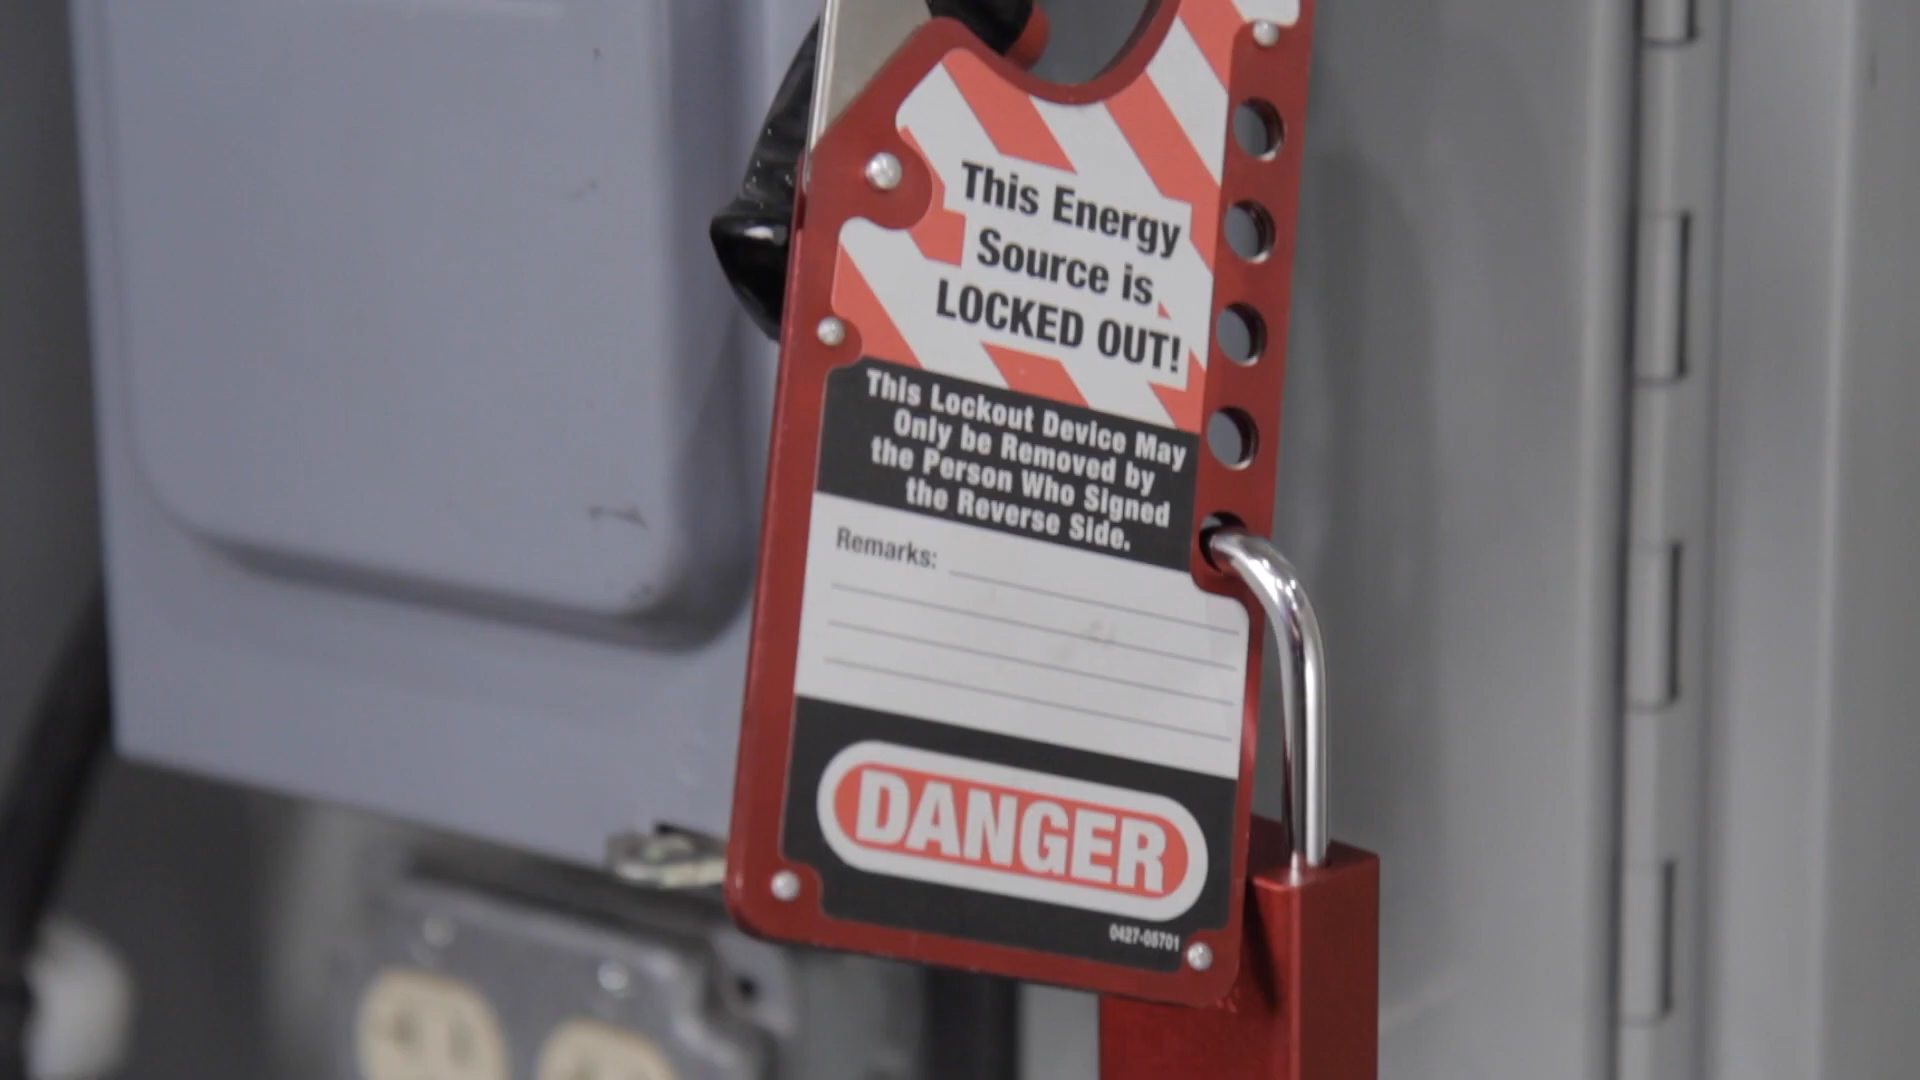 This Energy
Source is
LOCKED OUT!
This Lockout Device May
Only be Removed by
the Person Who Signed
the Reverse Side.
Remarks:
DANGER
0427-05701